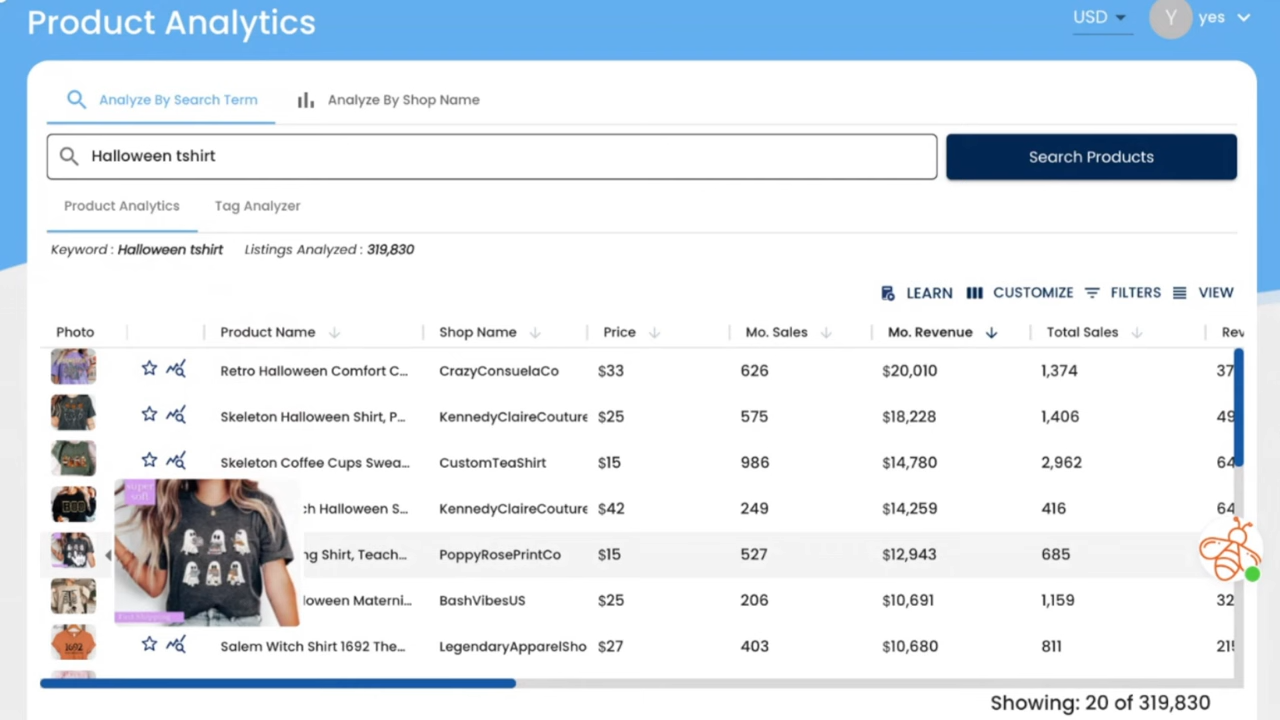 Product Analytics
USD
Y
yes
Analyze By Search Term
Analyze By Shop Name
Halloween tshirt
Search Products
Product Analytics
Tag Analyzer
Keyword : Halloween tshirt Listings Analyzed : 319,830
LEARN CUSTOMIZE FILTERS VIEW
Photo Product Name Shop Name Price Mo. Sales Mo. Revenue Total Sales Rev
Retro Halloween Comfort C... CrazyConsuelaCo $33 626 $20,010 1,374 37
Skeleton Halloween Shirt, P... KennedyClaireCouture $25 575 $18,228 1,406 49
Skeleton Coffee Cups Swea... CustomTeaShirt $15 986 $14,780 2,962 64
BOO
super soft
ch Halloween S... KennedyClaireCouture $42 249 $14,259 416 64
ng Shirt, Teach... PoppyRosePrintCo $15 527 $12,943 685
loween Materni... BashVibesUS $25 206 $10,691 1,159 32
1692
Salem Witch Shirt 1692 The... LegendaryApparelSho $27 403 $10,680 811 215
Showing: 20 of 319,830